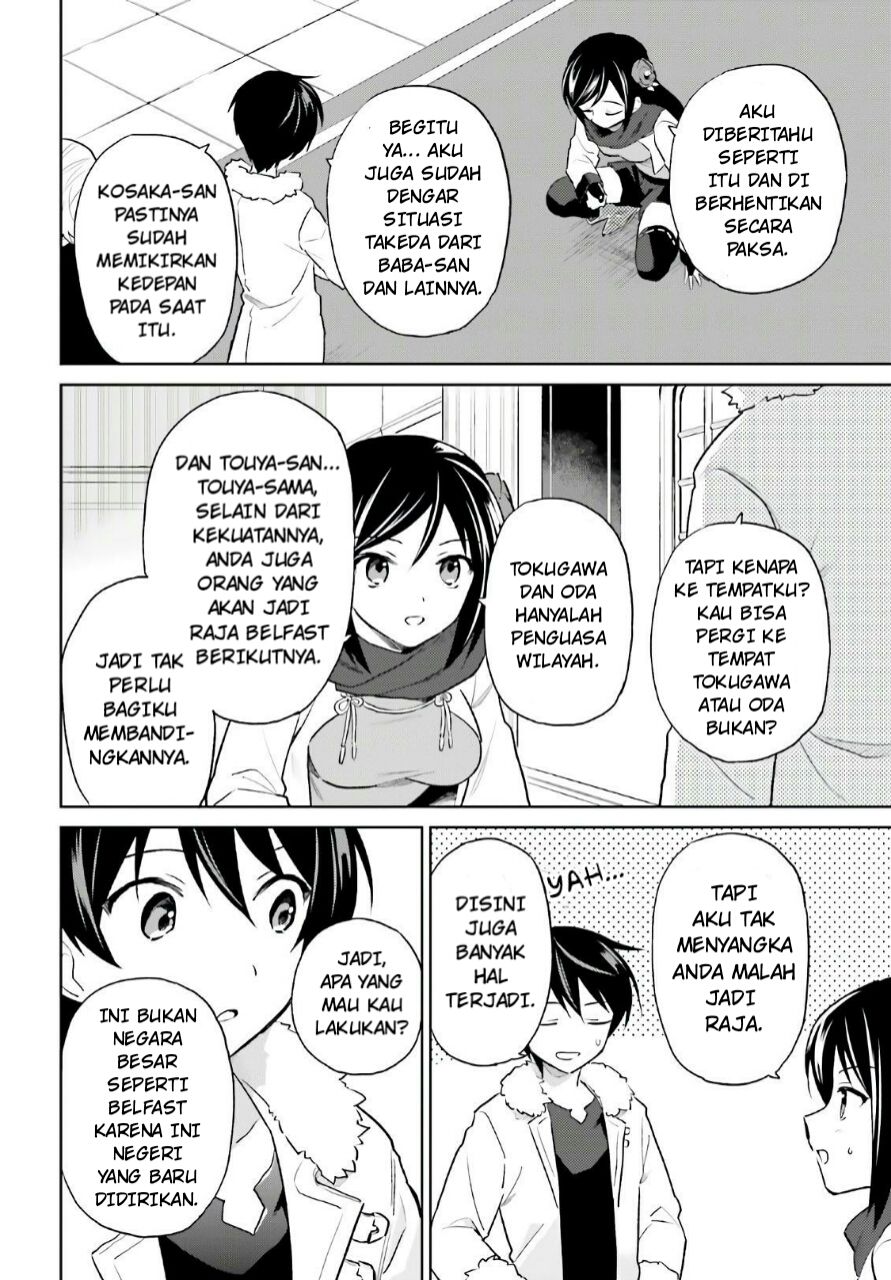 AKU
DIBERITAHU
SEPERTI
ITU DAN DI
BERHENTIKAN
SECARA
PAKSA.
BEGITU
YA... AKU
JUGA SUDAH
DENGAR
SITUASI
TAKEDA DARI
BABA-SAN
DAN LAINNYA.
KOSAKA-SAN
PASTINYA
SUDAH
MEMIKIRKAN
KEDEPAN
PADA SAAT
ITU.
TAPI KENAPA
KE TEMPATKU?
KAU BISA
PERGI KE
TEMPAT
TOKUGAWA
ATAU ODA
BUKAN?
TOKUGAWA
DAN ODA
HANYALAH
PENGUASA
WILAYAH.
DAN TOUYA-SAN...
TOUYA-SAMA,
SELAIN DARI
KEKUATANNYA,
ANDA JUGA
ORANG YANG
AKAN JADI
RAJA BELFAST
BERIKUTNYA.
JADI TAK
PERLU
BAGIKU
MEMBANDI-
NGKANNYA.
TAPI
AKU TAK
MENYANGKA
ANDA MALAH
JADI
RAJA.
YAH...
DISINI
JUGA
BANYAK
HAL
TERJADI.
JADI,
APA YANG
MAU KAU
LAKUKAN?
INI BUKAN
NEGARA
BESAR
SEPERTI
BELFAST
KARENA INI
NEGERI
YANG BARU
DIDIRIKAN.